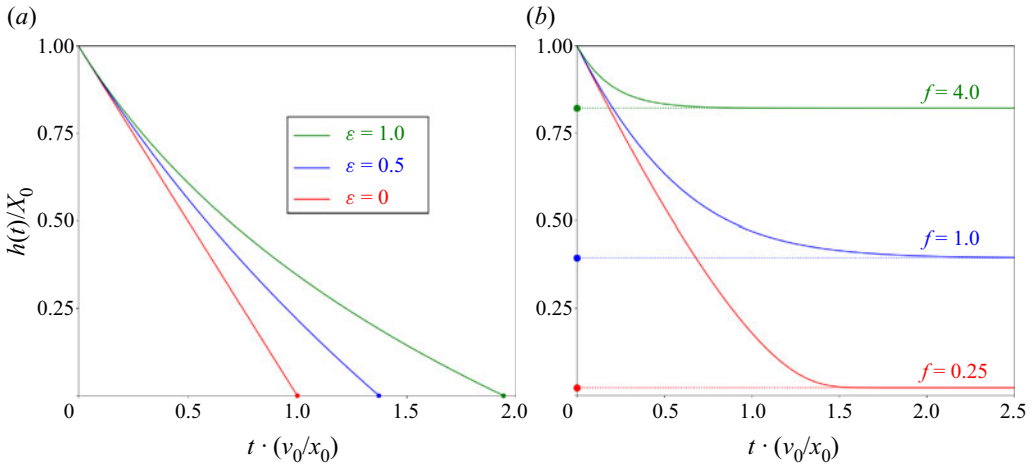 (a)
1.00
0.75
0.50
0.25
0
0.5
1.0
1.5
2.0
h(t)/X₀
t · (v₀/x₀)
ε = 1.0
ε = 0.5
ε = 0
(b)
1.00
0.75
0.50
0.25
0
0.5
1.0
1.5
2.0
2.5
t · (v₀/x₀)
f = 4.0
f = 1.0
f = 0.25